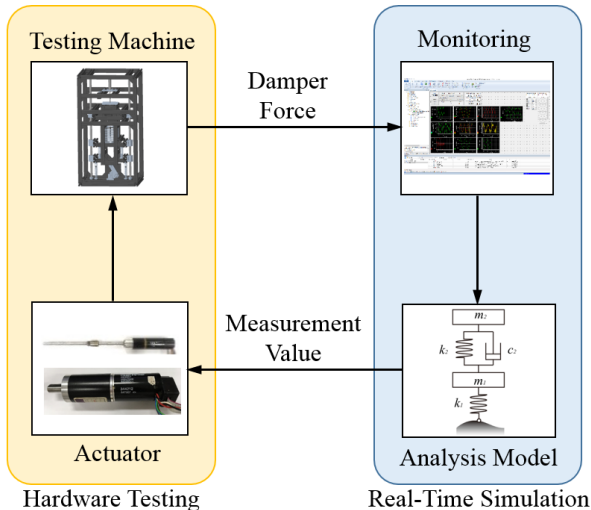 Testing Machine
Monitoring
Damper
Force
m₂
k₂
c₂
m₁
k₁
Measurement
Value
Actuator
Analysis Model
Hardware Testing
Real-Time Simulation